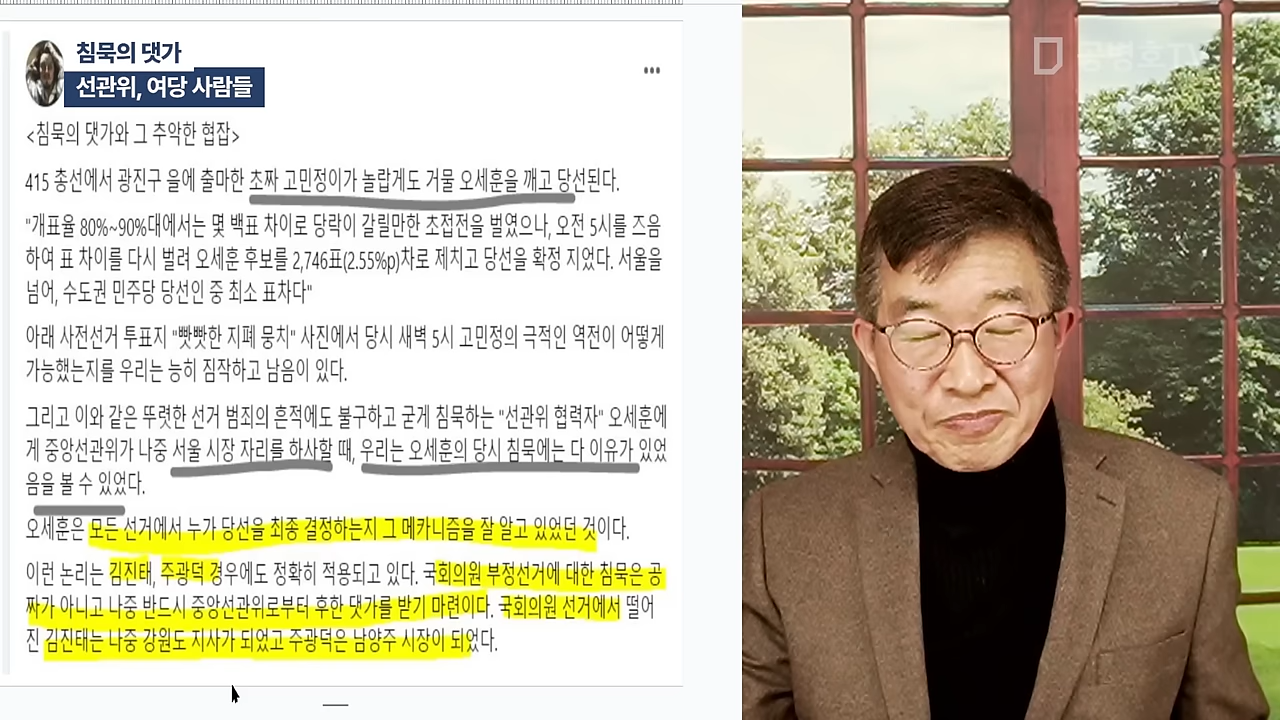 침묵의 댓가
선관위, 여당 사람들
<침묵의 댓가와 그 추악한 협잡>
415 총선에서 광진구 을에 출마한 초짜 고민정이가 놀랍게도 거물 오세훈을 깨고 당선된다.
"개표율 80%~90%대에서는 몇 백표 차이로 당락이 갈릴만한 초접전을 벌였으나, 오전 5시를 즈음
하여 표 차이를 다시 벌려 오세훈 후보를 2,746표(2.55%p)차로 제치고 당선을 확정 지었다. 서울을
넘어, 수도권 민주당 당선인 중 최소 표차다"
아래 사전선거 투표지 "빳빳한 지폐 뭉치" 사진에서 당시 새벽 5시 고민정의 극적인 역전이 어떻게
가능했는지를 우리는 능히 짐작하고 남음이 있다.
그리고 이와 같은 뚜렷한 선거 범죄의 흔적에도 불구하고 굳게 침묵하는 "선관위 협력자" 오세훈에
게 중앙선관위가 나중 서울 시장 자리를 하사할 때, 우리는 오세훈의 당시 침묵에는 다 이유가 있었
음을 볼 수 있었다.
오세훈은 모든 선거에서 누가 당선을 최종 결정하는지 그 메카니즘을 잘 알고 있었던 것이다.
이런 논리는 김진태, 주광덕 경우에도 정확히 적용되고 있다. 국회의원 부정선거에 대한 침묵은 공
짜가 아니고 나중 반드시 중앙선관위로부터 후한 댓가를 받기 마련이다. 국회의원 선거에서 떨어
진 김진태는 나중 강원도 지사가 되었고 주광덕은 남양주 시장이 되었다.
공병호TV